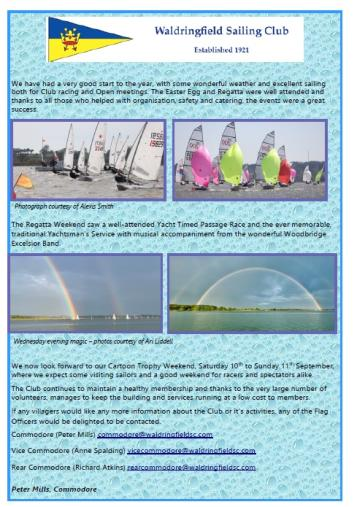 Waldringfield Sailing Club
Established 1921
We have had a very good start to the year, with some wonderful weather and excellent sailing
both for Club racing and Open meetings. The Easter Egg and Regatta were well attended and
thanks to all those who helped with organisation, safety and catering, the events were a great
success.
Photograph courtesy of Alexis Smith
The Regatta Weekend saw a well-attended Yacht Timed Passage Race and the ever memorable,
traditional Yachtsman's Service with musical accompaniment from the wonderful Woodbridge
Excelsior Band.
Wednesday evening magic – photos courtesy of Ari Liddell
We now look forward to our Cartoon Trophy Weekend, Saturday 10th to Sunday 11th September,
where we expect some visiting sailors and a good weekend for racers and spectators alike.
The Club continues to maintain a healthy membership and thanks to the very large number of
volunteers, manages to keep the building and services running at a low cost to members.
If any villagers would like any more information about the Club or it's activities, any of the Flag
Officers would be delighted to be contacted.
Commodore (Peter Mills) commodore@waldringfieldsc.com
Vice Commodore (Anne Spalding) vicecommodore@waldringfieldsc.com
Rear Commodore (Richard Atkins) rearcommodore@waldringfieldsc.com
Peter Mills, Commodore